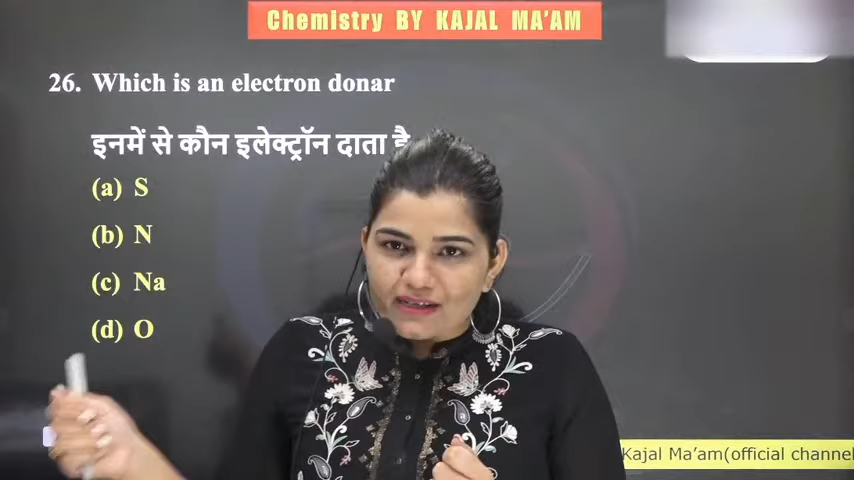 Chemistry BY KAJAL MA'AM
26. Which is an electron donar
इनमें से कौन इलेक्ट्रॉन दाता है
(a) S
(b) N
(c) Na
(d) O
Kajal Ma'am(official channel